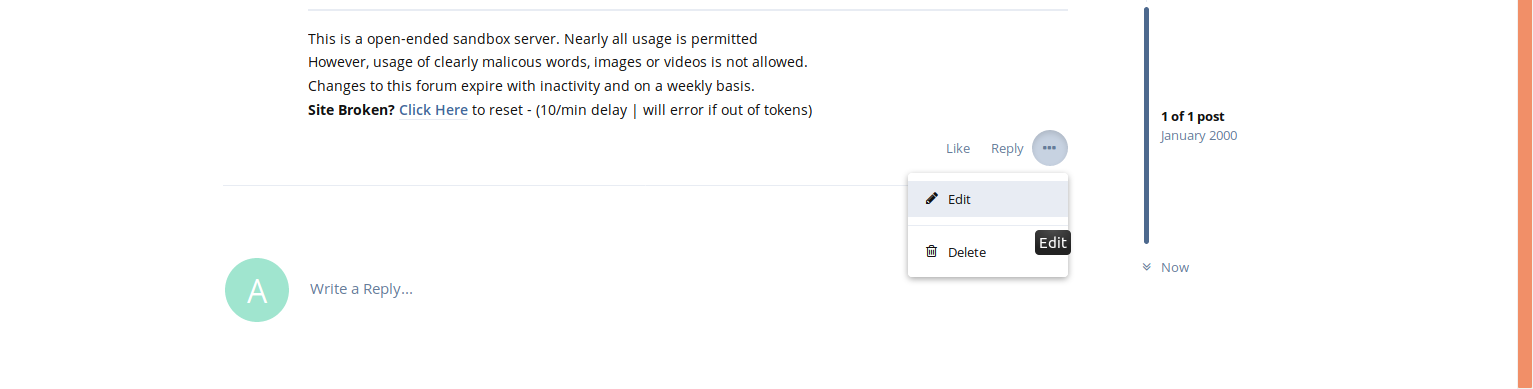 This is a open-ended sandbox server. Nearly all usage is permitted
However, usage of clearly malicous words, images or videos is not allowed.
Changes to this forum expire with inactivity and on a weekly basis.
Site Broken? Click Here to reset - (10/min delay | will error if out of tokens)
1 of 1 post
January 2000
Like Reply
Edit
Edit
Delete
Now
A
Write a Reply...